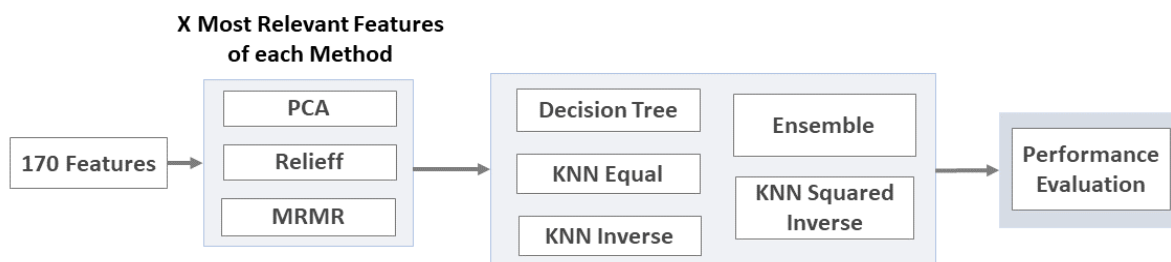 X Most Relevant Features
of each Method
170 Features
PCA
Relieff
MRMR
Decision Tree
KNN Equal
KNN Inverse
Ensemble
KNN Squared
Inverse
Performance
Evaluation